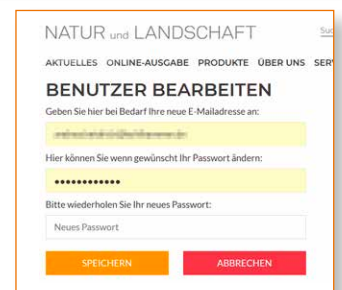 NATUR und LANDSCHAFT
AKTUELLES ONLINE-AUSGABE PRODUKTE ÜBER UNS
BENUTZER BEARBEITEN
Geben Sie hier bei Bedarf Ihre neue E-Mailadresse an:
Hier können Sie wenn gewünscht Ihr Passwort ändern:
••••••••••••
Bitte wiederholen Sie Ihr neues Passwort:
Neues Passwort
SPEICHERN ABBRECHEN